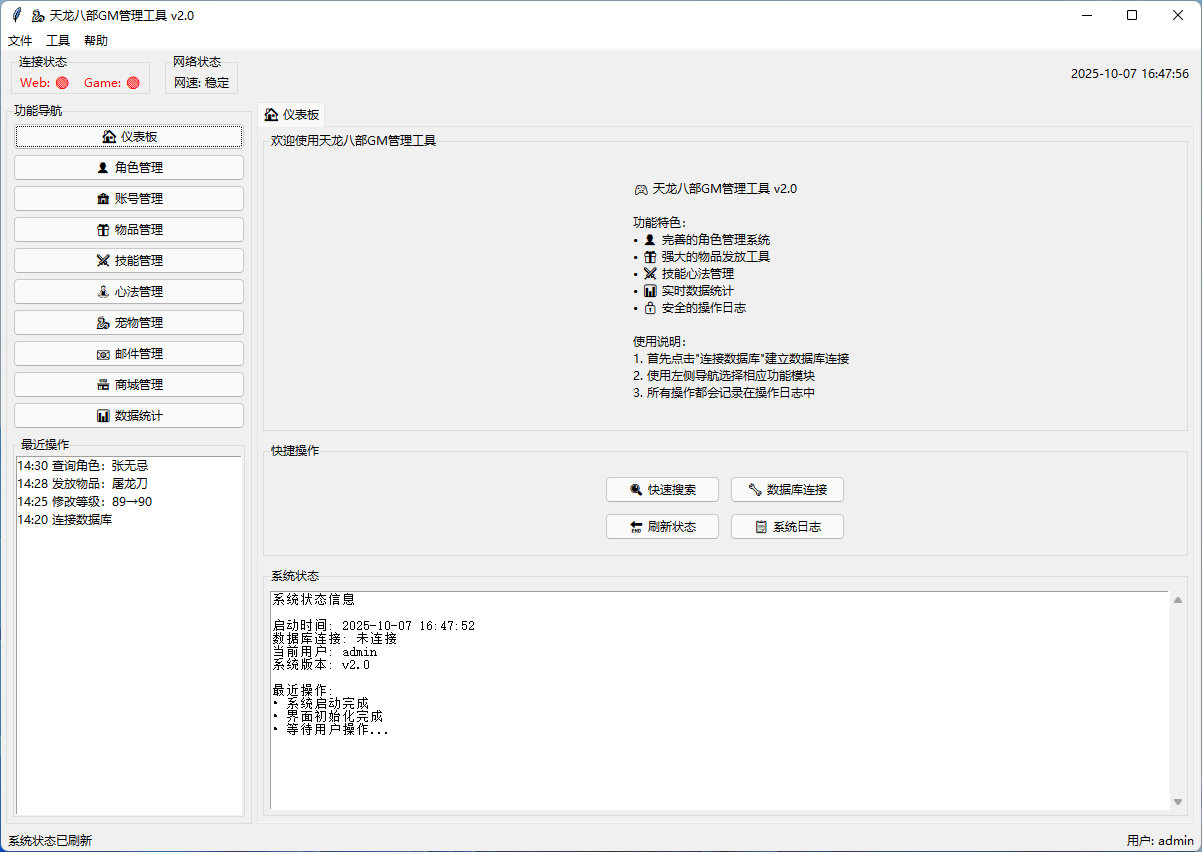 天龙八部GM管理工具 v2.0
文件 工具 帮助
连接状态
Web: Game:
网络状态
网速: 稳定
2025-10-07 16:47:56
功能导航
仪表板
角色管理
账号管理
物品管理
技能管理
心法管理
宠物管理
邮件管理
商城管理
数据统计
最近操作
14:30 查询角色：张无忌
14:28 发放物品：屠龙刀
14:25 修改等级：89→90
14:20 连接数据库
仪表板
欢迎使用天龙八部GM管理工具
天龙八部GM管理工具 v2.0
功能特色:
• 完善的角色管理系统
• 强大的物品发放工具
• 技能心法管理
• 实时数据统计
• 安全的操作日志
使用说明:
1. 首先点击"连接数据库"建立数据库连接
2. 使用左侧导航选择相应功能模块
3. 所有操作都会记录在操作日志中
快捷操作
快速搜索
数据库连接
END 刷新状态
系统日志
系统状态
系统状态信息
启动时间: 2025-10-07 16:47:52
数据库连接: 未连接
当前用户: admin
系统版本: v2.0
最近操作:
• 系统启动完成
• 界面初始化完成
• 等待用户操作...
系统状态已刷新
用户: admin